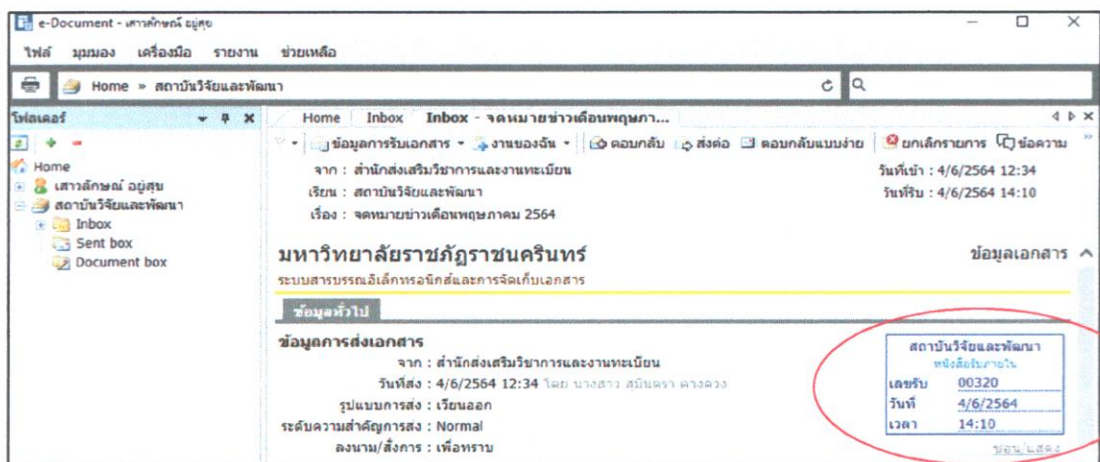 e-Document - เสาวลักษณ์ อยู่สุข
ไฟล์ มุมมอง เครื่องมือ รายงาน ช่วยเหลือ
Home » สถาบันวิจัยและพัฒนา
โฟลเดอร์
Home Inbox Inbox - จดหมายข่าวเดือนพฤษภา...
ข้อมูลการรับเอกสาร งานของฉัน ตอบกลับ ส่งต่อ ตอบกลับแบบง่าย ยกเลิกรายการ ข้อความ
Home
เสาวลักษณ์ อยู่สุข
สถาบันวิจัยและพัฒนา
Inbox
Sent box
Document box
จาก : สำนักส่งเสริมวิชาการและงานทะเบียน
วันที่เข้า : 4/6/2564 12:34
เรียน : สถาบันวิจัยและพัฒนา
วันที่รับ : 4/6/2564 14:10
เรื่อง : จดหมายข่าวเดือนพฤษภาคม 2564
มหาวิทยาลัยราชภัฏราชนครินทร์
ข้อมูลเอกสาร
ระบบสารบรรณอิเล็กทรอนิกส์และการจัดเก็บเอกสาร
ข้อมูลทั่วไป
ข้อมูลการส่งเอกสาร
จาก : สำนักส่งเสริมวิชาการและงานทะเบียน
วันที่ส่ง : 4/6/2564 12:34 โดย นางสาว
รูปแบบการส่ง : เวียนออก
ระดับความสำคัญการส่ง : Normal
ลงนาม/สั่งการ : เพื่อทราบ
สถาบันวิจัยและพัฒนา
หนังสือรับภายใน
เลขรับ 00320
วันที่ 4/6/2564
เวลา 14:10
ซ่อน/แสดง